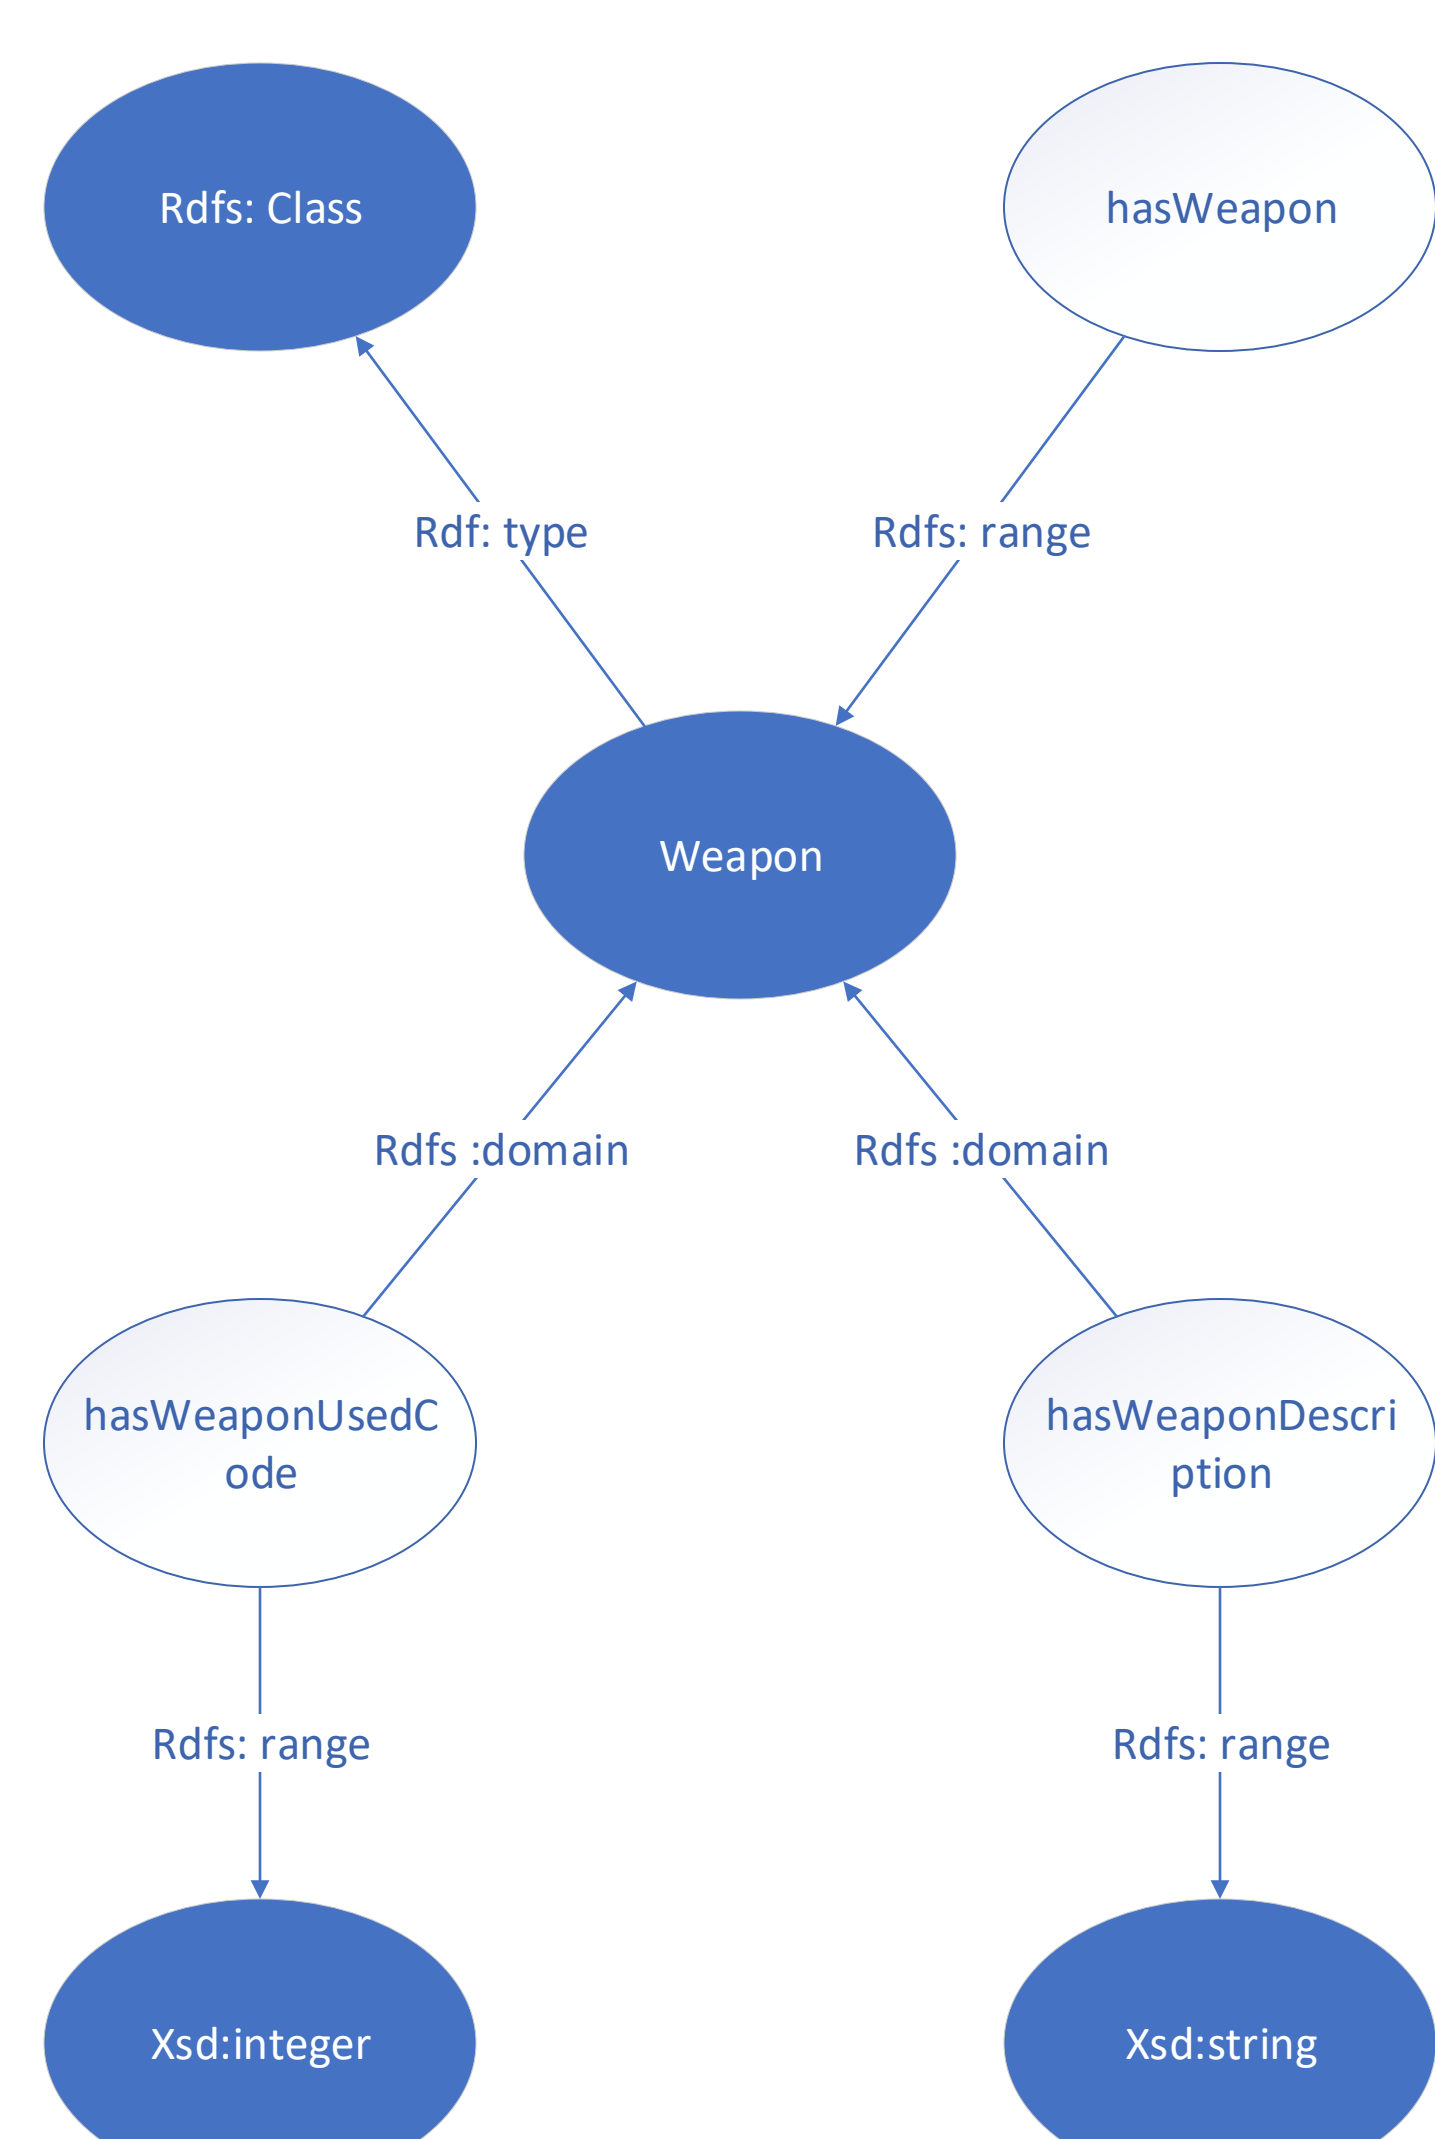 Rdfs: Class
hasWeapon
Rdf: type
Rdfs: range
Weapon
Rdfs :domain
Rdfs :domain
hasWeaponUsedC
ode
hasWeaponDescri
ption
Rdfs: range
Rdfs: range
Xsd:integer
Xsd:string